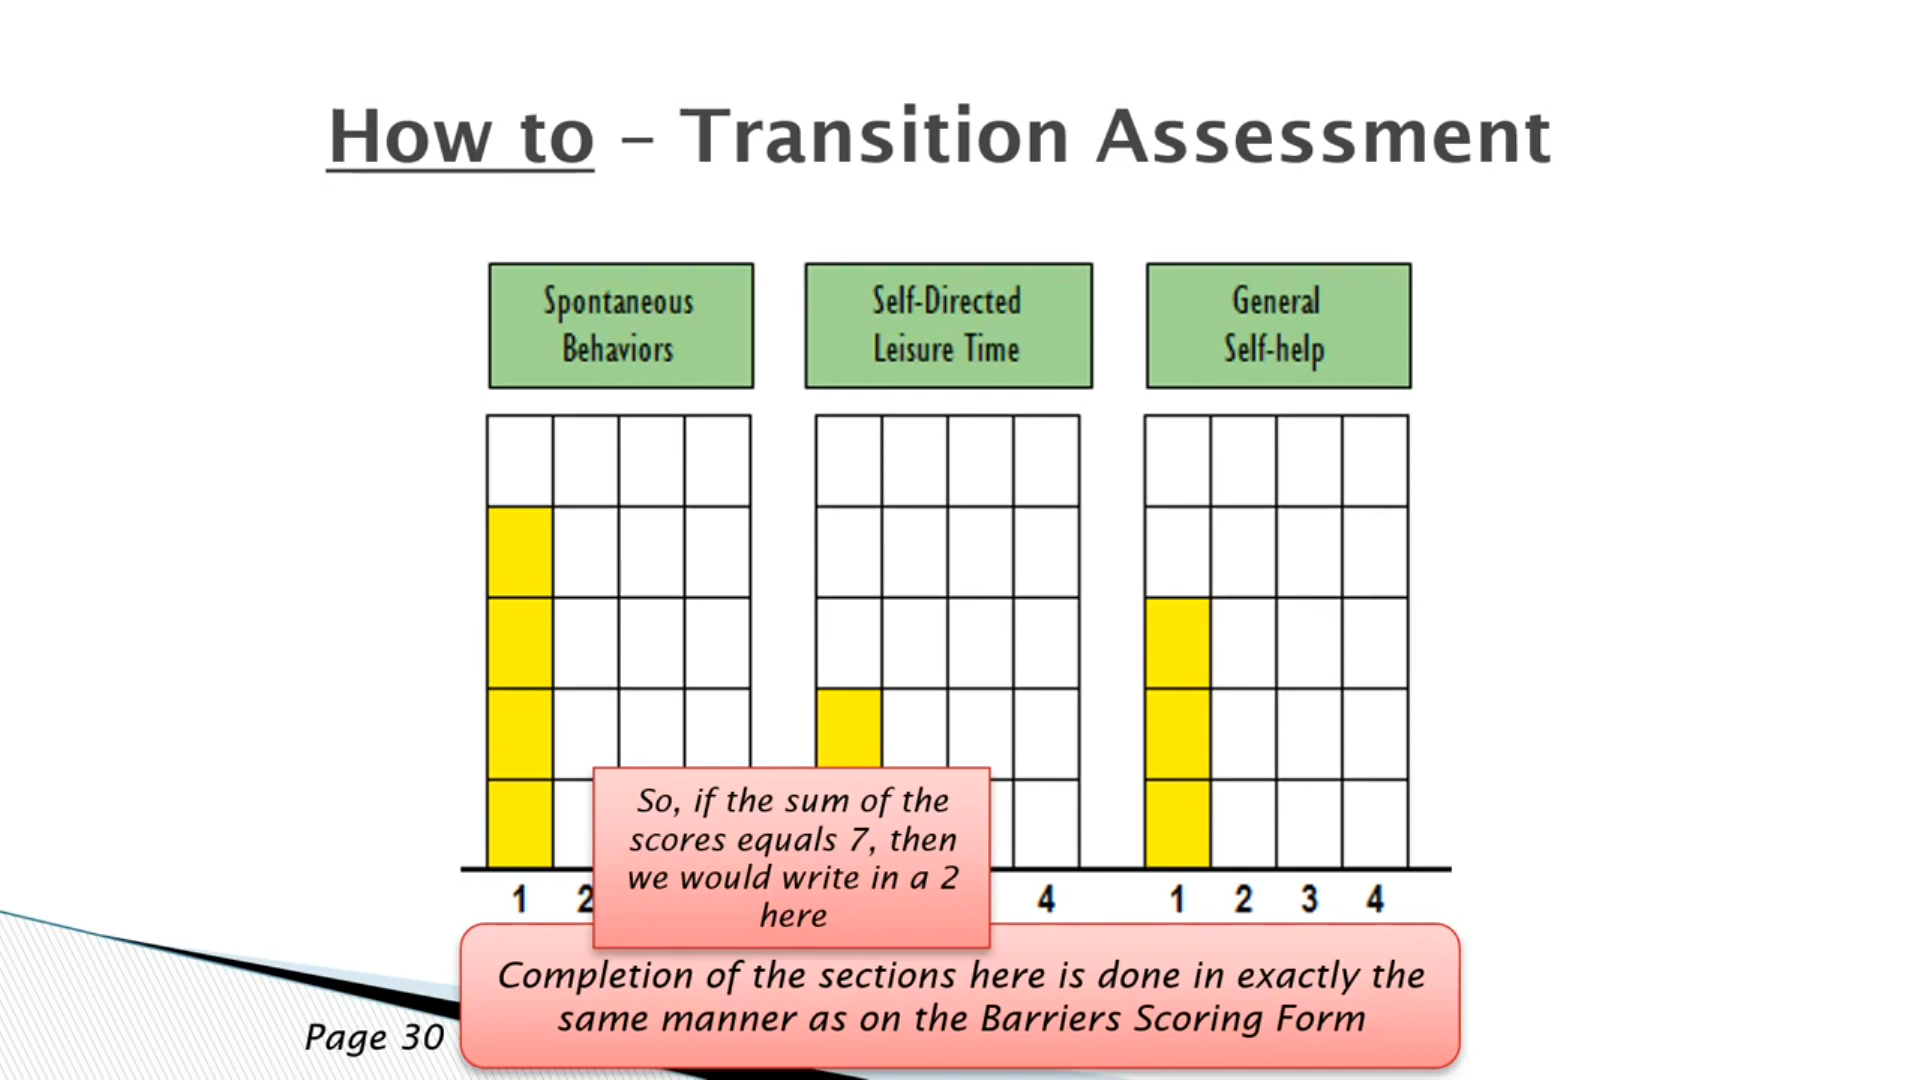 How to – Transition Assessment
Spontaneous
Behaviors
Self-Directed
Leisure Time
General
Self-help
So, if the sum of the
scores equals 7, then
we would write in a 2
here
1 2 4 1 2 3 4
Completion of the sections here is done in exactly the
same manner as on the Barriers Scoring Form
Page 30